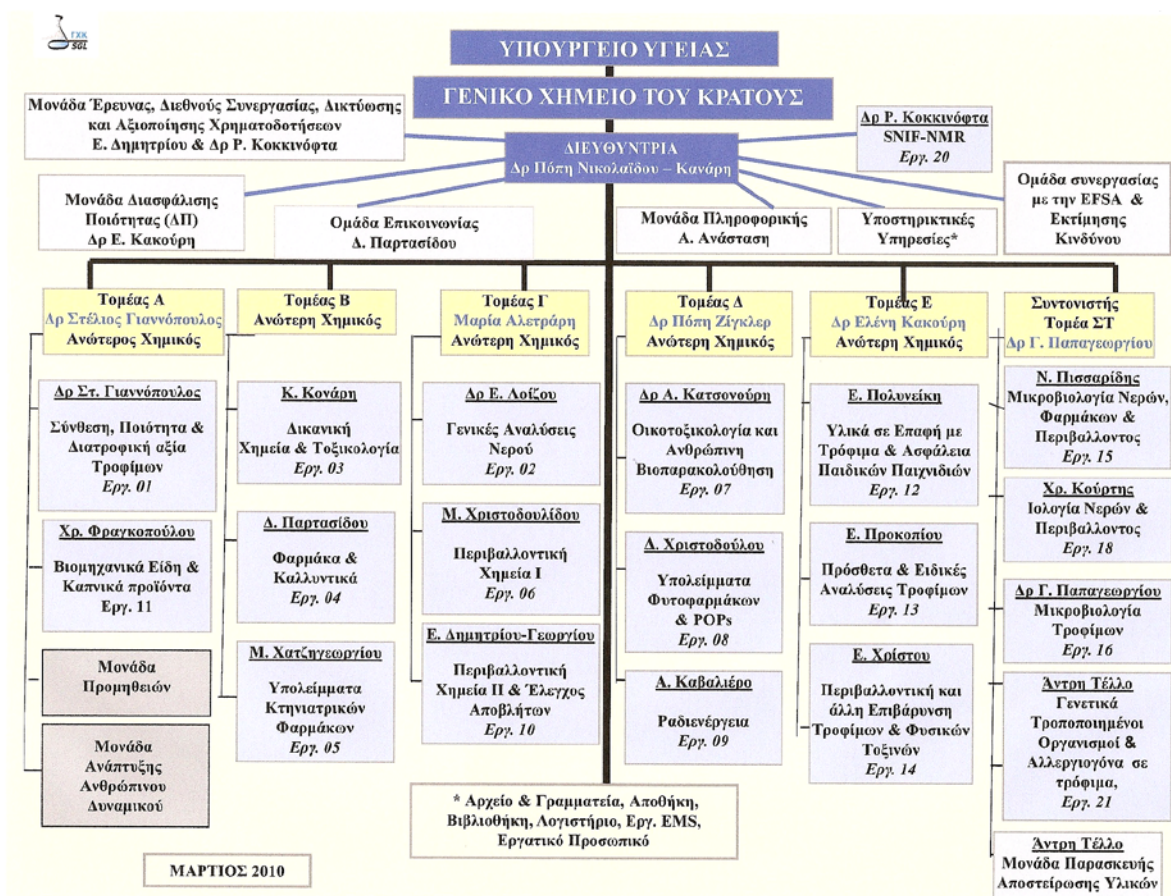 ΓΧΚ
SGL
ΥΠΟΥΡΓΕΙΟ ΥΓΕΙΑΣ
ΓΕΝΙΚΟ ΧΗΜΕΙΟ ΤΟΥ ΚΡΑΤΟΥΣ
Μονάδα Έρευνας, Διεθνούς Συνεργασίας, Δικτύωσης
και Αξιοποίησης Χρηματοδοτήσεων
Ε. Δημητρίου & Δρ Ρ. Κοκκινόφτα
ΔΙΕΥΘΥΝΤΡΙΑ
Δρ Πόπη Νικολαΐδου – Κανάρη
Δρ Ρ. Κοκκινόφτα
SNIF-NMR
Εργ. 20
Μονάδα Διασφάλισης
Ποιότητας (ΔΠ)
Δρ Ε. Κακούρη
Ομάδα Επικοινωνίας
Δ. Παρτασίδου
Μονάδα Πληροφορικής
Α. Ανάσταση
Υποστηρικτικές
Υπηρεσίες*
Ομάδα συνεργασίας
με την EFSA &
Εκτίμησης
Κινδύνου
Τομέας Α
Δρ Στέλιος Γιαννόπουλος
Ανώτερος Χημικός
Τομέας Β
Ανώτερη Χημικός
Τομέας Γ
Μαρία Αλετράρη
Ανώτερη Χημικός
Τομέας Δ
Δρ Πόπη Ζίγκλερ
Ανώτερη Χημικός
Τομέας Ε
Δρ Ελένη Κακούρη
Ανώτερη Χημικός
Συντονιστής
Τομέα ΣΤ
Δρ Γ. Παπαγεωργίου
Δρ Στ. Γιαννόπουλος
Σύνθεση, Ποιότητα &
Διατροφική αξία
Τροφίμων
Εργ. 01
Χρ. Φραγκοπούλου
Βιομηχανικά Είδη &
Καπνικά προϊόντα
Εργ. 11
Μονάδα
Προμηθειών
Μονάδα
Ανάπτυξης
Ανθρώπινου
Δυναμικού
Κ. Κονάρη
Δικανική
Χημεία & Τοξικολογία
Εργ. 03
Δ. Παρτασίδου
Φαρμάκα &
Καλλυντικά
Εργ. 04
Μ. Χατζηγεωργίου
Υπολείμματα
Κτηνιατρικών
Φαρμάκων
Εργ. 05
Δρ Ε. Λοΐζου
Γενικές Αναλύσεις
Νερού
Εργ. 02
Μ. Χριστοδουλίδου
Περιβαλλοντική
Χημεία Ι
Εργ. 06
Ε. Δημητρίου-Γεωργίου
Περιβαλλοντική
Χημεία ΙΙ & Έλεγχος
Αποβλήτων
Εργ. 10
Δρ Α. Κατσονούρη
Οικοτοξικολογία και
Ανθρώπινη
Βιοπαρακολούθηση
Εργ. 07
Δ. Χριστοδούλου
Υπολείμματα
Φυτοφαρμάκων
& POPs
Εργ. 08
Α. Καβαλιέρο
Ραδιενέργεια
Εργ. 09
Ε. Πολυνείκη
Υλικά σε Επαφή με
Τρόφιμα & Ασφάλεια
Παιδικών Παιχνιδιών
Εργ. 12
Ε. Προκοπίου
Πρόσθετα & Ειδικές
Αναλύσεις Τροφίμων
Εργ. 13
Ε. Χρίστου
Περιβαλλοντική και
άλλη Επιβάρυνση
Τροφίμων & Φυσικών
Τοξινών
Εργ. 14
Ν. Πισσαρίδης
Μικροβιολογία Νερών,
Φαρμάκων &
Περιβάλλοντος
Εργ. 15
Χρ. Κούρτης
Ιολογία Νερών &
Περιβάλλοντος
Εργ. 18
Δρ Γ. Παπαγεωργίου
Μικροβιολογία
Τροφίμων
Εργ. 16
Άντρη Τέλλο
Γενετικά
Τροποποιημένοι
Οργανισμοί &
Αλλεργιογόνα σε
τρόφιμα,
Εργ. 21
Άντρη Τέλλο
Μονάδα Παρασκευής
Αποστείρωσης Υλικών
* Αρχείο & Γραμματεία, Αποθήκη,
Βιβλιοθήκη, Λογιστήριο, Εργ. EMS,
Εργατικό Προσωπικό
ΜΑΡΤΙΟΣ 2010